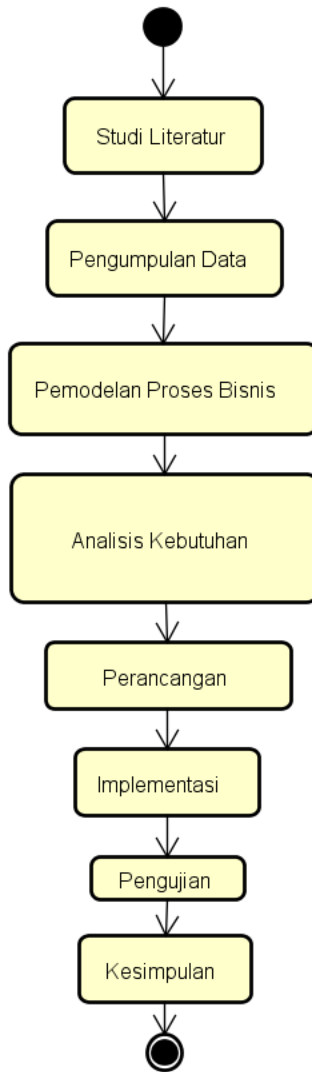 Studi Literatur
Pengumpulan Data
Pemodelan Proses Bisnis
Analisis Kebutuhan
Perancangan
Implementasi
Pengujian
Kesimpulan